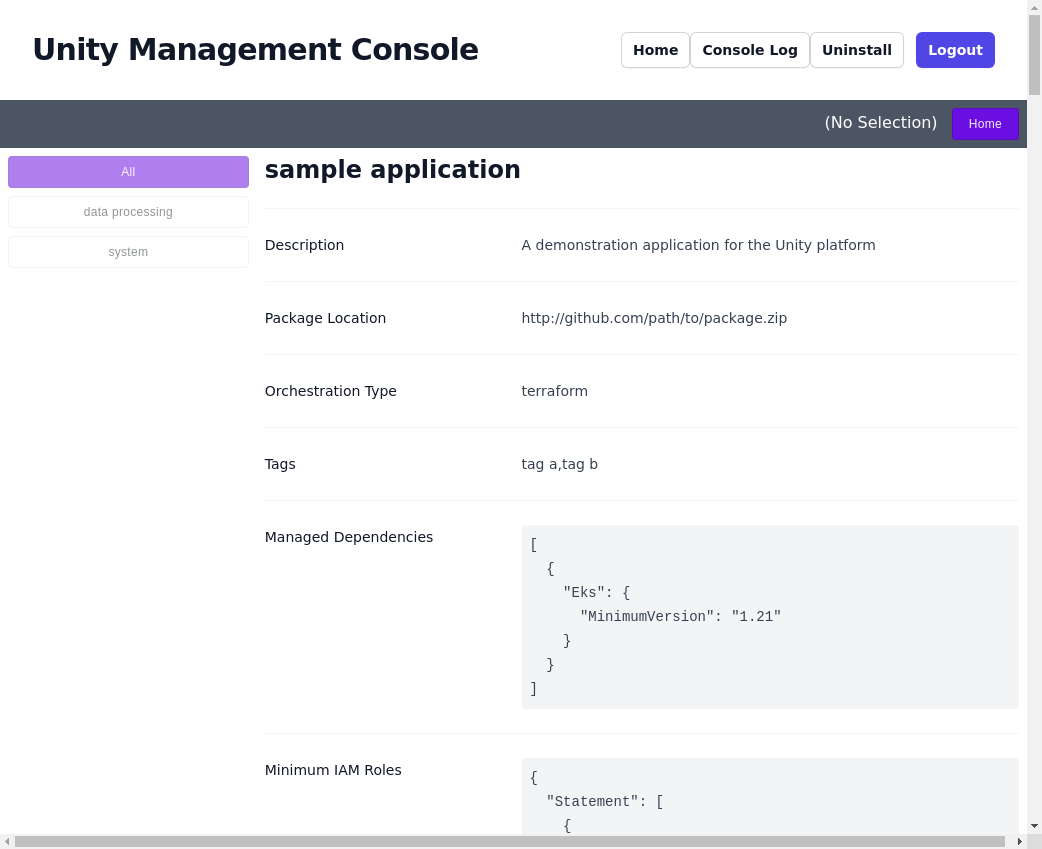 Unity Management Console
Home
Console Log
Uninstall
Logout
(No Selection)
Home
All
data processing
system
sample application
Description
A demonstration application for the Unity platform
Package Location
http://github.com/path/to/package.zip
Orchestration Type
terraform
Tags
tag a,tag b
Managed Dependencies
[
  {
    "Eks": {
      "MinimumVersion": "1.21"
    }
  }
]
Minimum IAM Roles
{
  "Statement": [
    {